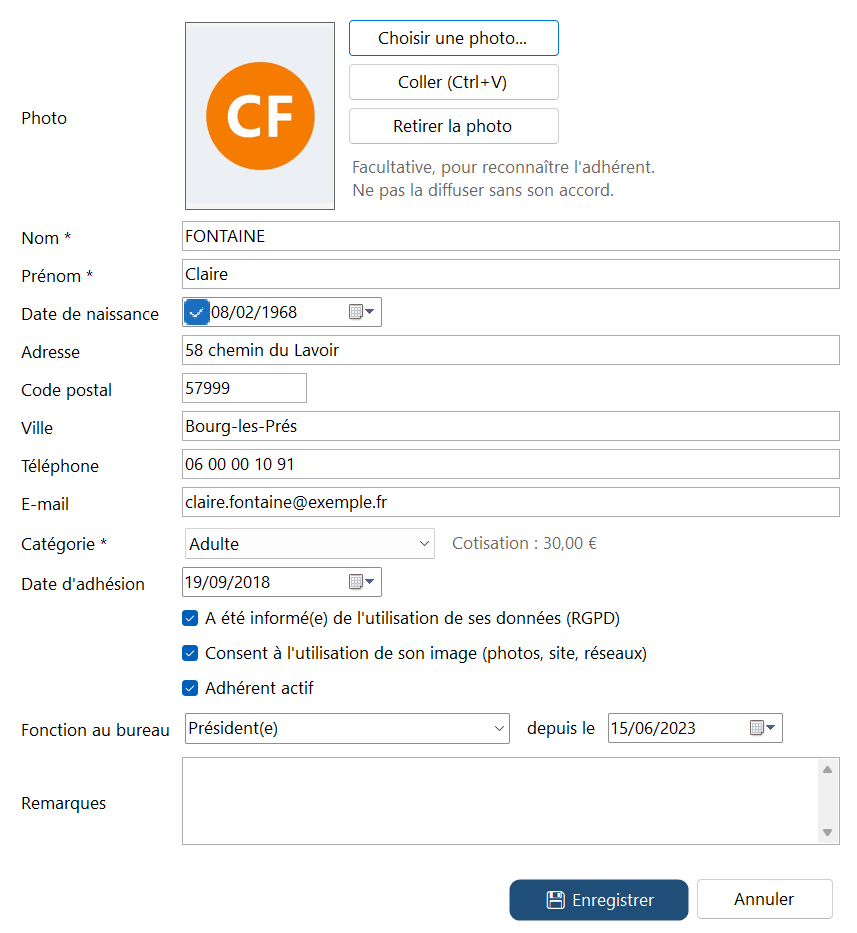 Photo
CF
Choisir une photo...
Coller (Ctrl+V)
Retirer la photo
Facultative, pour reconnaître l'adhérent.
Ne pas la diffuser sans son accord.
Nom * FONTAINE
Prénom * Claire
Date de naissance 08/02/1968
Adresse 58 chemin du Lavoir
Code postal 57999
Ville Bourg-les-Prés
Téléphone 06 00 00 10 91
E-mail claire.fontaine@exemple.fr
Catégorie * Adulte Cotisation : 30,00 €
Date d'adhésion 19/09/2018
A été informé(e) de l'utilisation de ses données (RGPD)
Consent à l'utilisation de son image (photos, site, réseaux)
Adhérent actif
Fonction au bureau Président(e) depuis le 15/06/2023
Remarques
Enregistrer Annuler